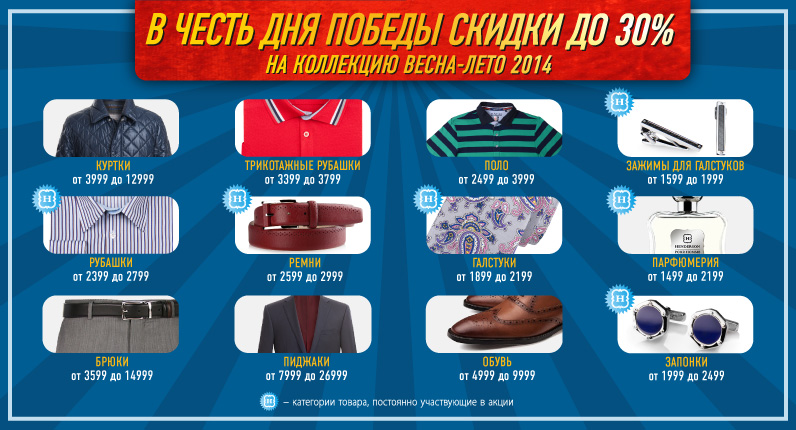 В ЧЕСТЬ ДНЯ ПОБЕДЫ СКИДКИ ДО 30%
НА КОЛЛЕКЦИЮ ВЕСНА-ЛЕТО 2014
КУРТКИ
от 3999 до 12999
ТРИКОТАЖНЫЕ РУБАШКИ
от 3399 до 3799
ПОЛО
от 2499 до 3999
H
ЗАЖИМЫ ДЛЯ ГАЛСТУКОВ
от 1599 до 1999
H
РУБАШКИ
от 2399 до 2799
H
РЕМНИ
от 2599 до 2999
H
ГАЛСТУКИ
от 1899 до 2199
H
H
HENDERSON
ПАРФЮМЕРИЯ
от 1499 до 2199
БРЮКИ
от 3599 до 14999
ПИДЖАКИ
от 7999 до 26999
ОБУВЬ
от 4999 до 9999
H
ЗАПОНКИ
от 1999 до 2499
H – категории товара, постоянно участвующие в акции